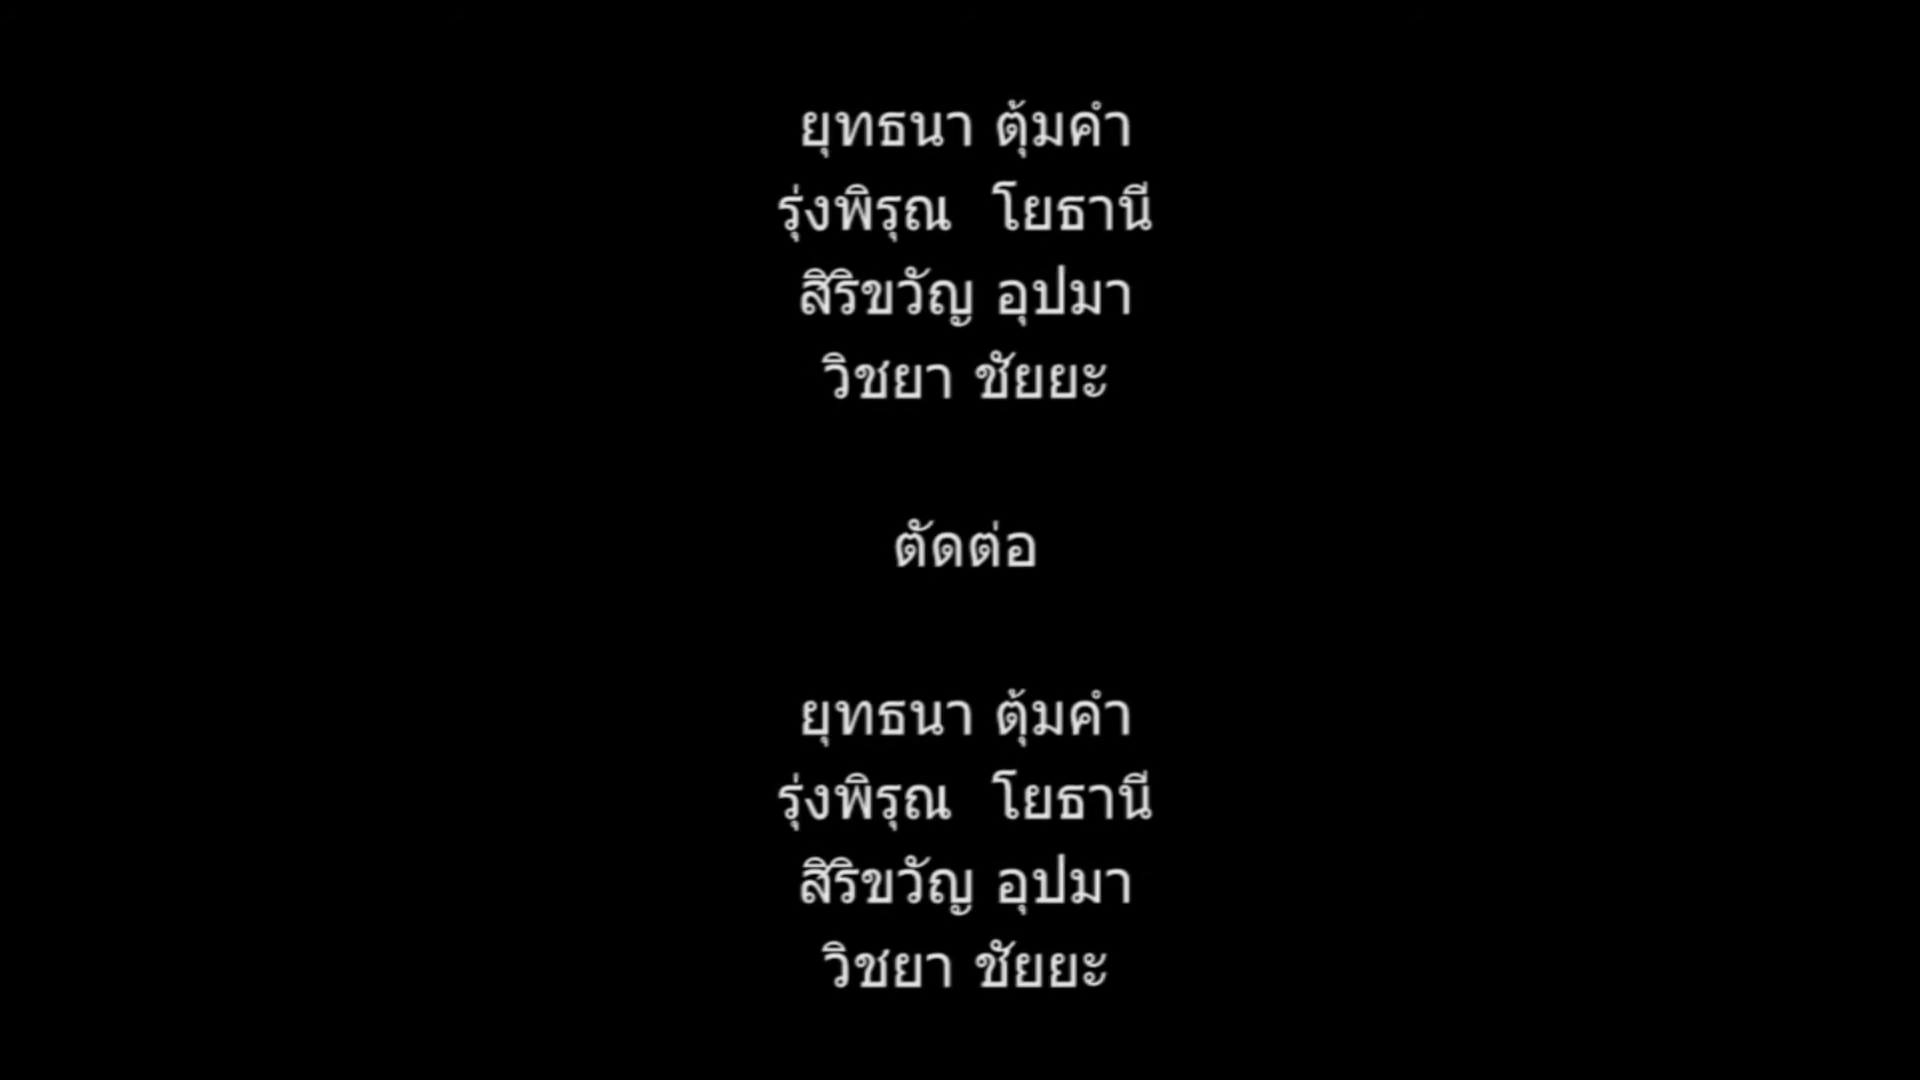 ยุทธนา ตุ้มคำ
รุ่งพิรุณ  โยธานี
สิริขวัญ อุปมา
วิชยา ชัยยะ
ตัดต่อ
ยุทธนา ตุ้มคำ
รุ่งพิรุณ  โยธานี
สิริขวัญ อุปมา
วิชยา ชัยยะ